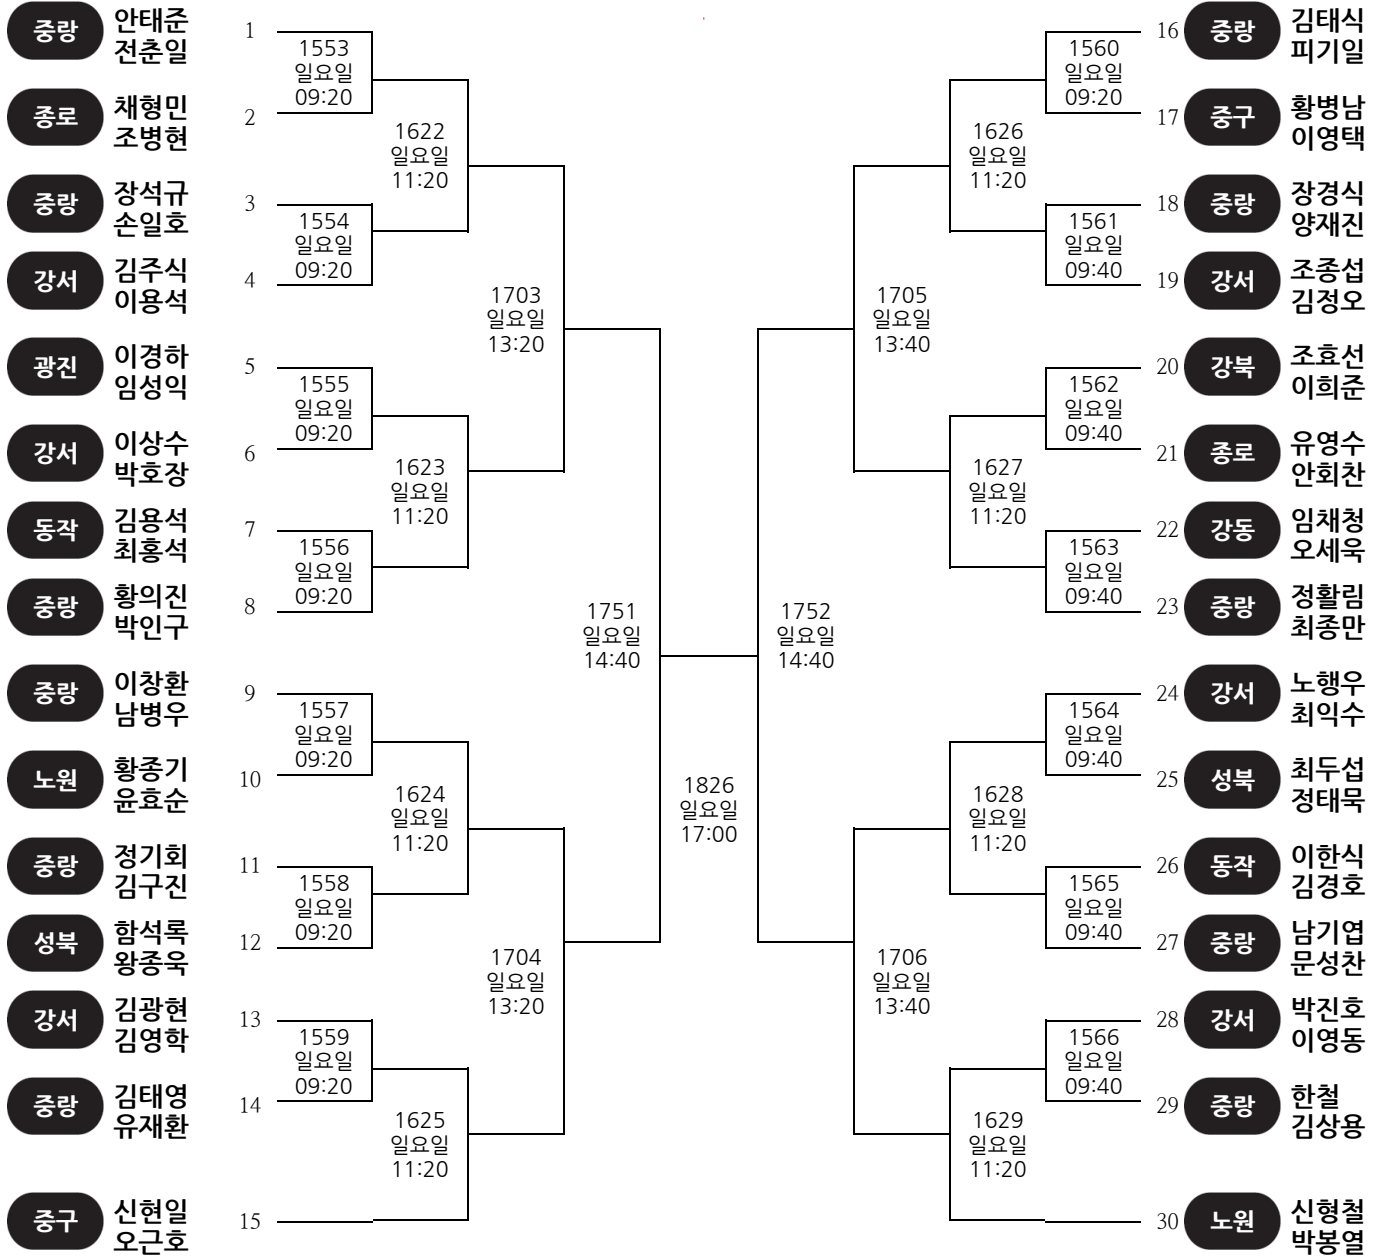 중랑
안태준
전춘일
1
종로
채형민
조병현
2
1553
일요일
09:20
중랑
장석규
손일호
3
강서
김주식
이용석
4
1554
일요일
09:20
1622
일요일
11:20
광진
이경하
임성익
5
강서
이상수
박호장
6
1555
일요일
09:20
동작
김용석
최홍석
7
중랑
황의진
박인구
8
1556
일요일
09:20
1623
일요일
11:20
1703
일요일
13:20
중랑
이창환
남병우
9
노원
황종기
윤효순
10
1557
일요일
09:20
중랑
정기회
김구진
11
성북
함석록
왕종욱
12
1558
일요일
09:20
1624
일요일
11:20
강서
김광현
김영학
13
중랑
김태영
유재환
14
1559
일요일
09:20
중구
신현일
오근호
15
1625
일요일
11:20
1704
일요일
13:20
1751
일요일
14:40
1826
일요일
17:00
1752
일요일
14:40
16
중랑
김태식
피기일
17
중구
황병남
이영택
1560
일요일
09:20
18
중랑
장경식
양재진
19
강서
조종섭
김정오
1561
일요일
09:40
1626
일요일
11:20
20
강북
조효선
이희준
21
종로
유영수
안회찬
1562
일요일
09:40
22
강동
임채청
오세욱
23
중랑
정활림
최종만
1563
일요일
09:40
1627
일요일
11:20
1705
일요일
13:40
24
강서
노행우
최익수
25
성북
최두섭
정태묵
1564
일요일
09:40
26
동작
이한식
김경호
27
중랑
남기엽
문성찬
1565
일요일
09:40
1628
일요일
11:20
28
강서
박진호
이영동
29
중랑
한철
김상용
1566
일요일
09:40
30
노원
신형철
박봉열
1629
일요일
11:20
1706
일요일
13:40